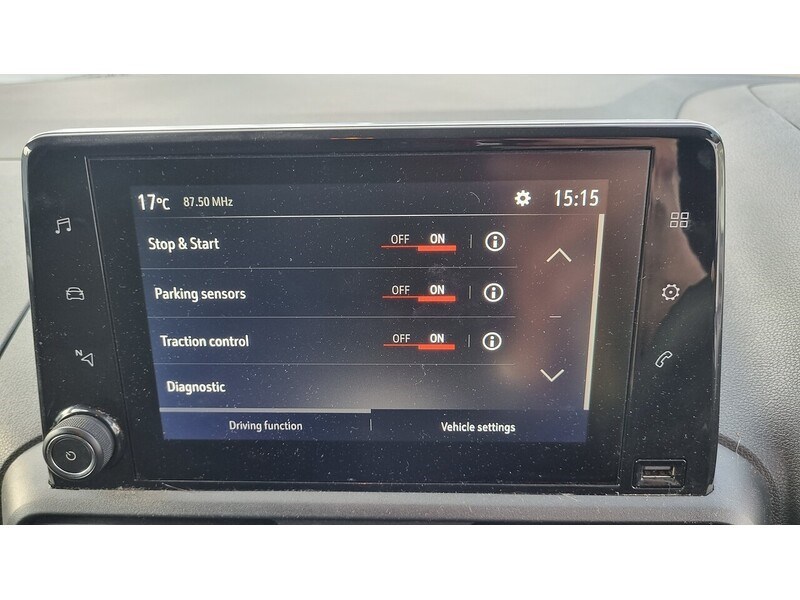 17°C 87.50 MHz 15:15
Stop & Start OFF ON
Parking sensors OFF ON
Traction control OFF ON
Diagnostic
Driving function Vehicle settings
N